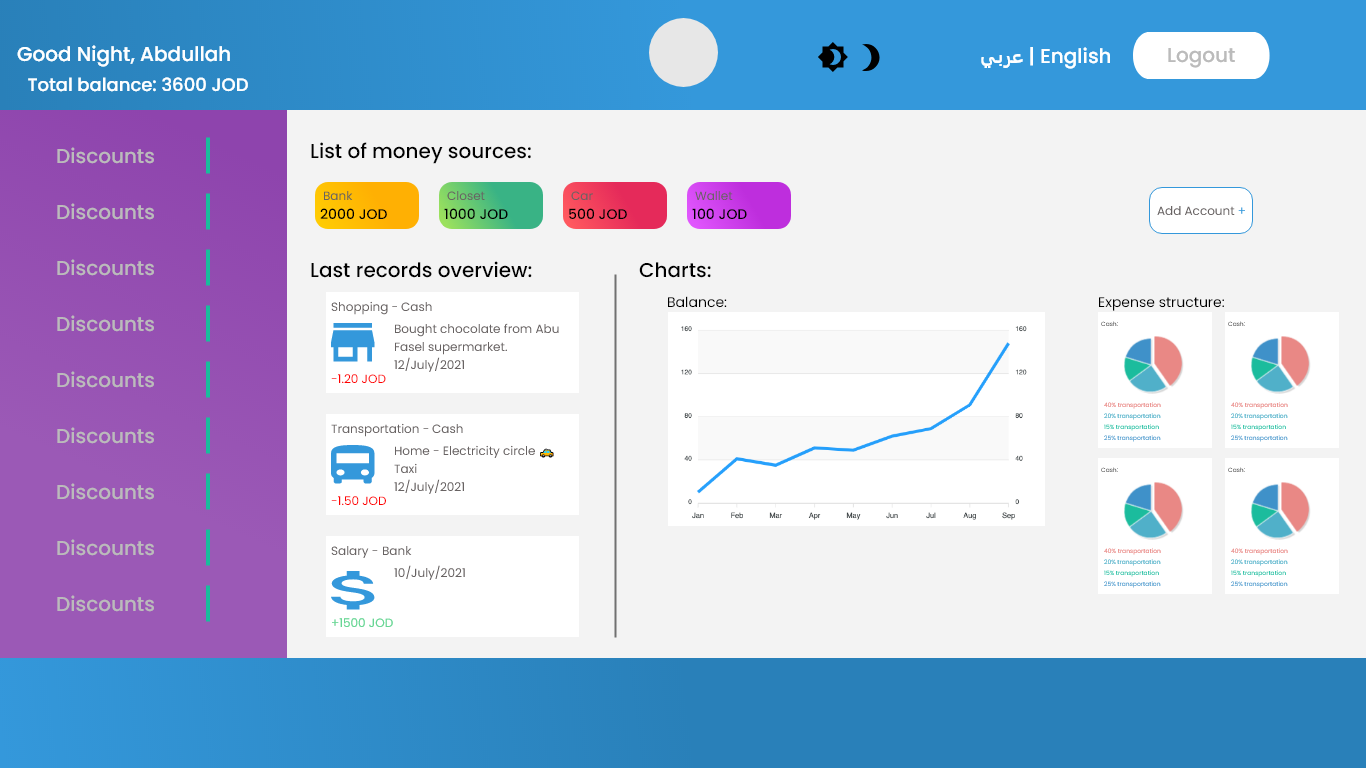 Good Night, Abdullah
Total balance: 3600 JOD
عربي | English
Logout
Discounts
Discounts
Discounts
Discounts
Discounts
Discounts
Discounts
Discounts
Discounts
List of money sources:
Bank
2000 JOD
Closet
1000 JOD
Car
500 JOD
Wallet
100 JOD
Add Account +
Last records overview:
Shopping - Cash
Bought chocolate from Abu
Fasel supermarket.
12/July/2021
-1.20 JOD
Transportation - Cash
Home - Electricity circle 🚕
Taxi
12/July/2021
-1.50 JOD
Salary - Bank
10/July/2021
+1500 JOD
Charts:
Balance:
160 160
120 120
80 80
40 40
0 0
Jan Feb Mar Apr May Jun Jul Aug Sep
Expense structure:
Cash:
40% transportation
20% transportation
15% transportation
25% transportation
Cash:
40% transportation
20% transportation
15% transportation
25% transportation
Cash:
40% transportation
20% transportation
15% transportation
25% transportation
Cash:
40% transportation
20% transportation
15% transportation
25% transportation